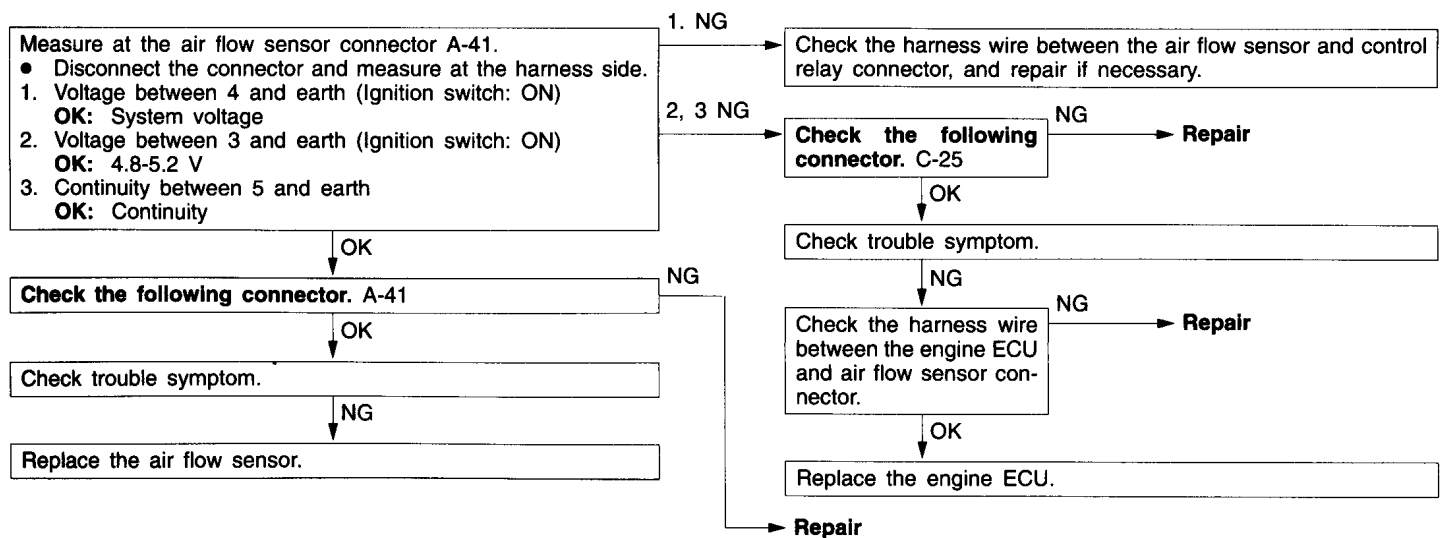 Measure at the air flow sensor connector A-41.
● Disconnect the connector and measure at the harness side.
1. Voltage between 4 and earth (Ignition switch: ON)
OK: System voltage
2. Voltage between 3 and earth (Ignition switch: ON)
OK: 4.8-5.2 V
3. Continuity between 5 and earth
OK: Continuity
OK
Check the following connector. A-41
NG
OK
Check trouble symptom.
NG
Replace the air flow sensor.
Repair
1. NG
Check the harness wire between the air flow sensor and control
relay connector, and repair if necessary.
2, 3 NG
Check the following
connector. C-25
NG
Repair
OK
Check trouble symptom.
NG
Check the harness wire
between the engine ECU
and air flow sensor con-
nector.
NG
Repair
OK
Replace the engine ECU.